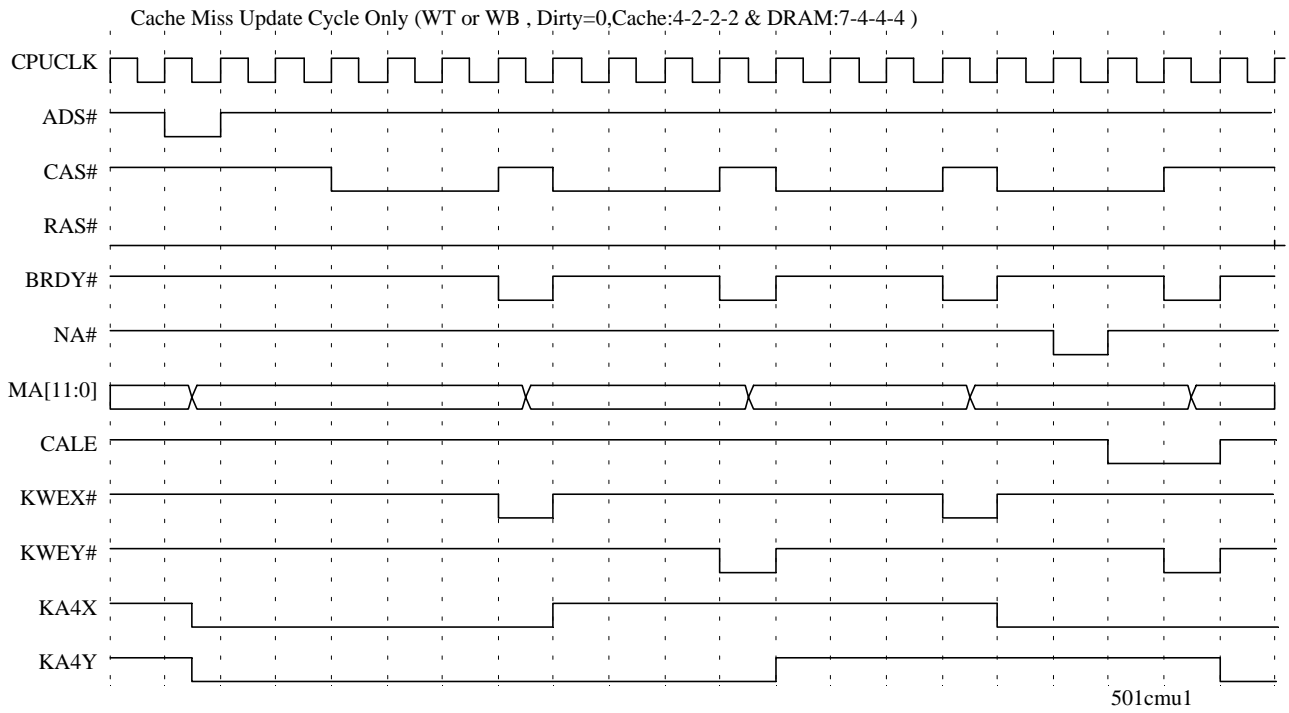 Cache Miss Update Cycle Only (WT or WB , Dirty=0,Cache:4-2-2-2 & DRAM:7-4-4-4 )
CPUCLK
ADS#
CAS#
RAS#
BRDY#
NA#
MA[11:0]
CALE
KWEX#
KWEY#
KA4X
KA4Y
501cmu1